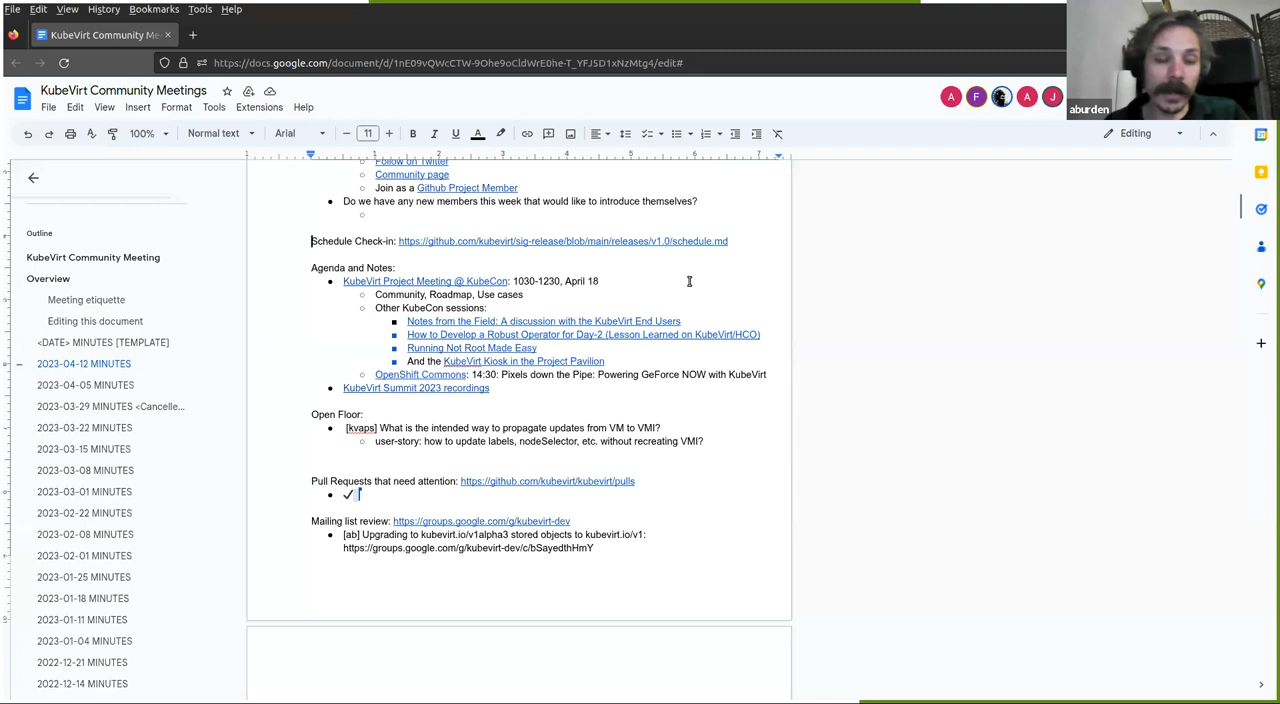 File Edit View History Bookmarks Tools Help
KubeVirt Community Me
https://docs.google.com/document/d/1nE09vQWcCTW-9Ohe9oCldWrE0he-T_YFJ5D1xNzMtg4/edit#
aburden
KubeVirt Community Meetings
File Edit View Insert Format Tools Extensions Help
A F A J
100% Normal text Arial 11 Editing
1 1 2 3 4 5 6 7
Outline
KubeVirt Community Meeting
Overview
Meeting etiquette
Editing this document
<DATE> MINUTES [TEMPLATE]
2023-04-12 MINUTES
2023-04-05 MINUTES
2023-03-29 MINUTES <Cancelle...
2023-03-22 MINUTES
2023-03-15 MINUTES
2023-03-08 MINUTES
2023-03-01 MINUTES
2023-02-22 MINUTES
2023-02-08 MINUTES
2023-02-01 MINUTES
2023-01-25 MINUTES
2023-01-18 MINUTES
2023-01-11 MINUTES
2023-01-04 MINUTES
2022-12-21 MINUTES
2022-12-14 MINUTES
Follow on Twitter
Community page
Join as a Github Project Member
Do we have any new members this week that would like to introduce themselves?
Schedule Check-in: https://github.com/kubevirt/sig-release/blob/main/releases/v1.0/schedule.md
Agenda and Notes:
KubeVirt Project Meeting @ KubeCon: 1030-1230, April 18
Community, Roadmap, Use cases
Other KubeCon sessions:
Notes from the Field: A discussion with the KubeVirt End Users
How to Develop a Robust Operator for Day-2 (Lesson Learned on KubeVirt/HCO)
Running Not Root Made Easy
And the KubeVirt Kiosk in the Project Pavilion
OpenShift Commons: 14:30: Pixels down the Pipe: Powering GeForce NOW with KubeVirt
KubeVirt Summit 2023 recordings
Open Floor:
[kvaps] What is the intended way to propagate updates from VM to VMI?
user-story: how to update labels, nodeSelector, etc. without recreating VMI?
Pull Requests that need attention: https://github.com/kubevirt/kubevirt/pulls
✓
Mailing list review: https://groups.google.com/g/kubevirt-dev
[ab] Upgrading to kubevirt.io/v1alpha3 stored objects to kubevirt.io/v1:
https://groups.google.com/g/kubevirt-dev/c/bSayedthHmY